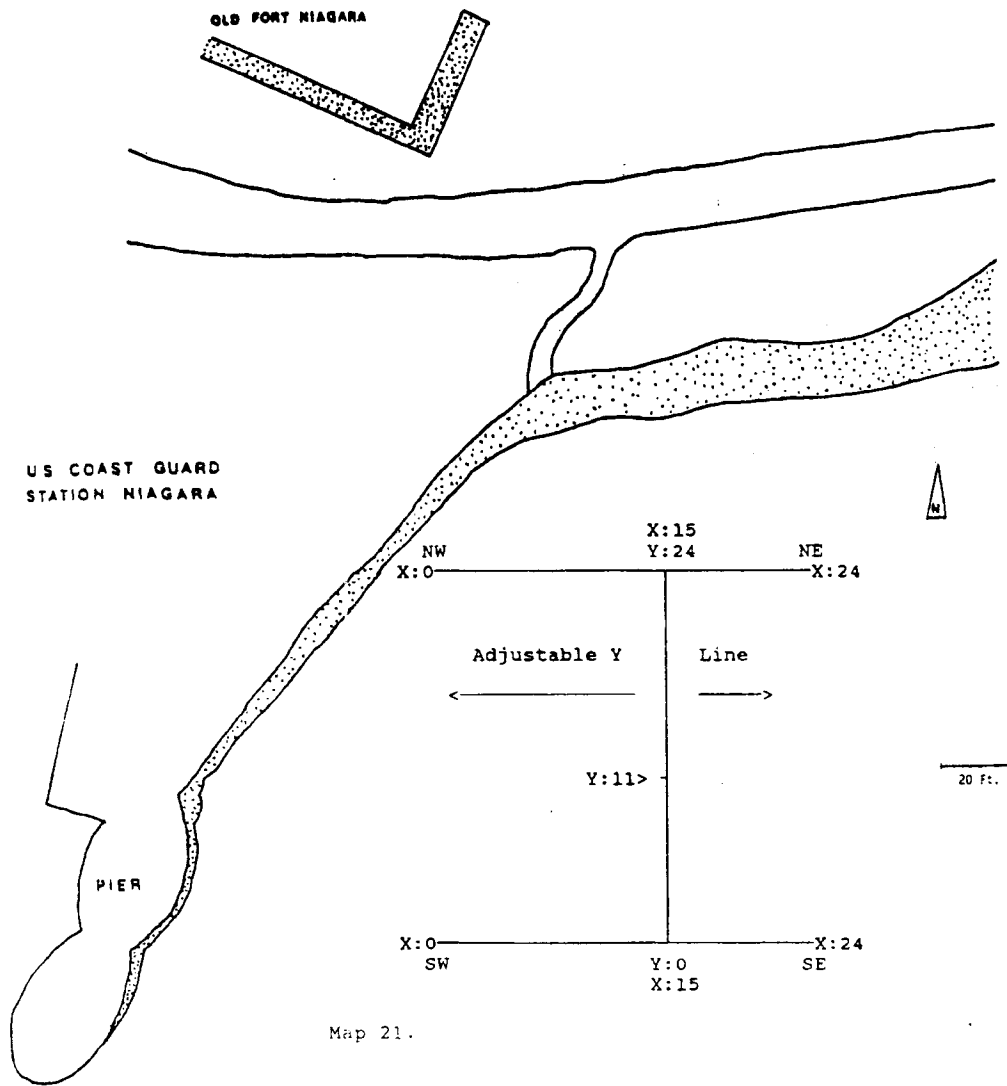 OLD FORT NIAGARA
US COAST GUARD
STATION NIAGARA
N
X:15
NW Y:24 NE
X:0 X:24
Adjustable Y Line
< >
Y:11>
20 Ft.
PIER
X:0 X:24
SW Y:0 SE
X:15
Map 21.